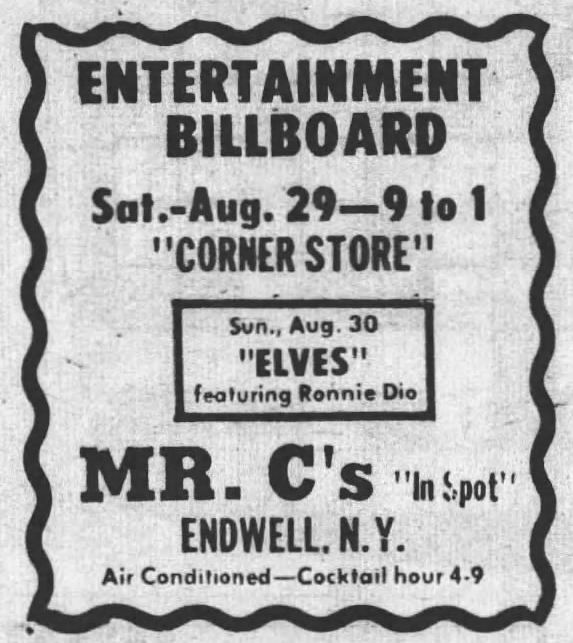 ENTERTAINMENT
BILLBOARD
Sat.-Aug. 29—9 to 1
"CORNER STORE"
Sun., Aug. 30
"ELVES"
featuring Ronnie Dio
MR. C's "In Spot"
ENDWELL, N.Y.
Air Conditioned—Cocktail hour 4-9